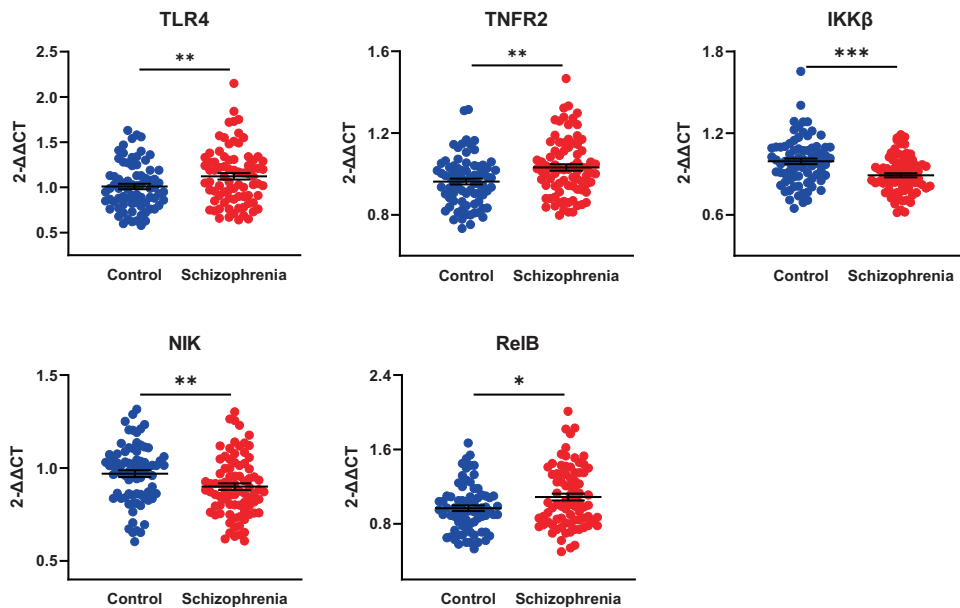 TLR4
2.5
2.0
1.5
1.0
0.5
2-ΔΔCT
**
Control Schizophrenia
TNFR2
1.6
1.2
0.8
2-ΔΔCT
**
Control Schizophrenia
IKKβ
1.8
1.2
0.6
2-ΔΔCT
***
Control Schizophrenia
NIK
1.5
1.0
0.5
2-ΔΔCT
**
Control Schizophrenia
RelB
2.4
1.6
0.8
2-ΔΔCT
*
Control Schizophrenia